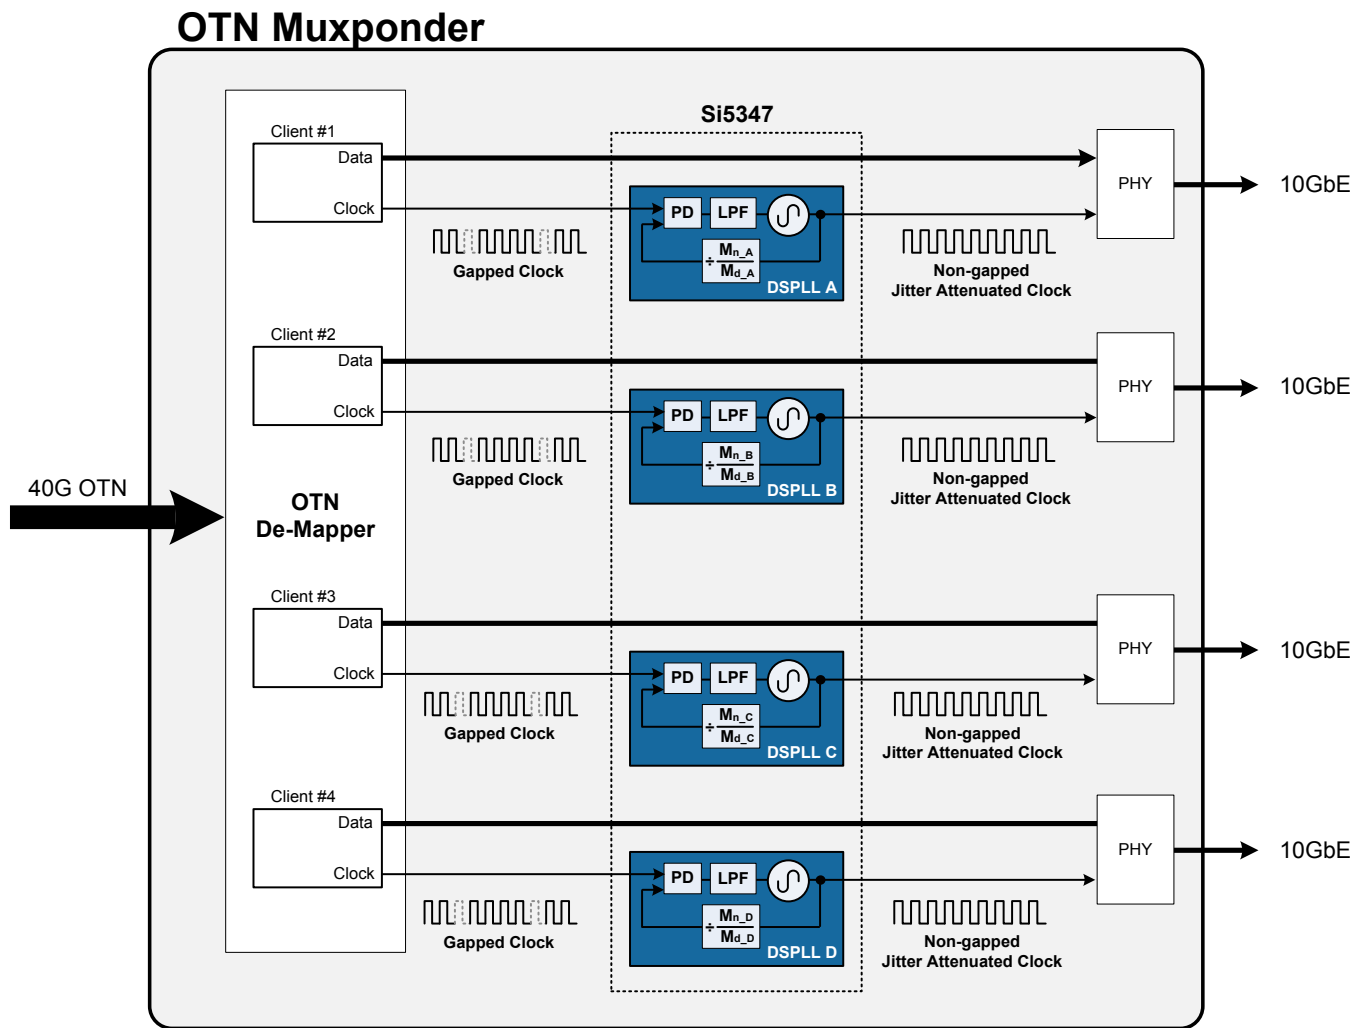 OTN Muxponder
Si5347
Client #1
Data
Clock
PD
LPF
÷
Mn_A
Md_A
DSPLL A
Gapped Clock
Non-gapped
Jitter Attenuated Clock
PHY
10GbE
Client #2
Data
Clock
PD
LPF
÷
Mn_B
Md_B
DSPLL B
Gapped Clock
Non-gapped
Jitter Attenuated Clock
PHY
10GbE
40G OTN
OTN
De-Mapper
Client #3
Data
Clock
PD
LPF
÷
Mn_C
Md_C
DSPLL C
Gapped Clock
Non-gapped
Jitter Attenuated Clock
PHY
10GbE
Client #4
Data
Clock
PD
LPF
÷
Mn_D
Md_D
DSPLL D
Gapped Clock
Non-gapped
Jitter Attenuated Clock
PHY
10GbE